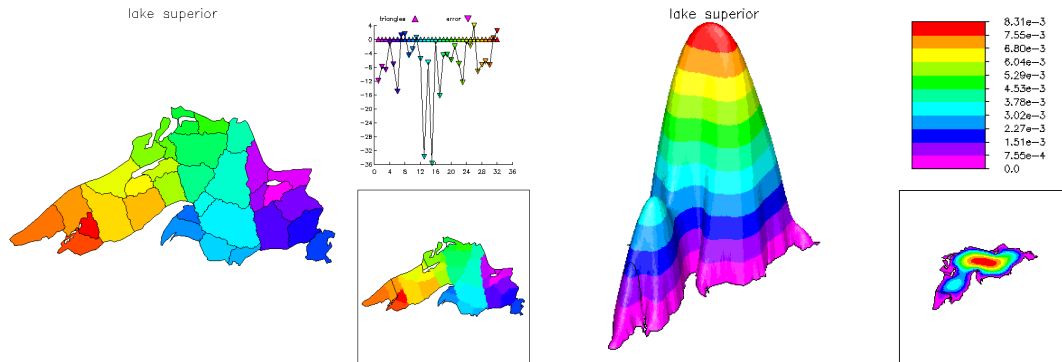 lake superior
triangles error
4
0
-4
-8
-12
-16
-20
-24
-28
-32
-36
0 4 8 12 16 20 24 28 32 36
lake superior
8.31e-3
7.55e-3
6.80e-3
6.04e-3
5.29e-3
4.53e-3
3.78e-3
3.02e-3
2.27e-3
1.51e-3
7.55e-4
0.0